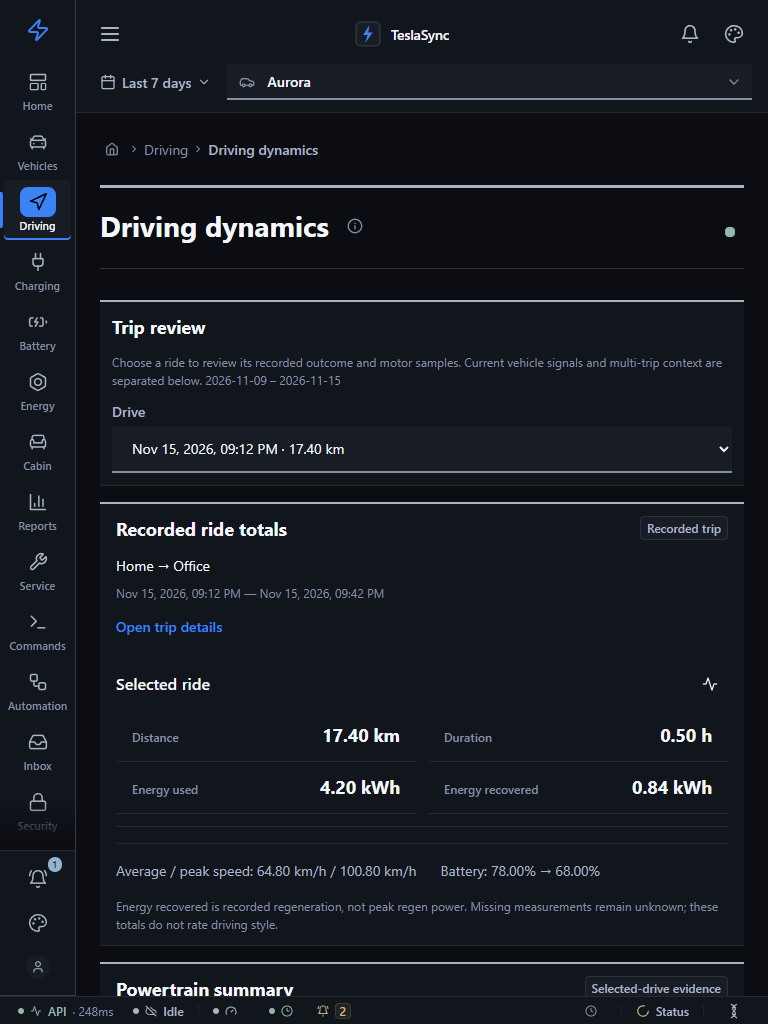 TeslaSync
Last 7 days
Aurora
Home
Vehicles
Driving
Charging
Battery
Energy
Cabin
Reports
Service
Commands
Automation
Inbox
Security
1
Driving
Driving dynamics
Driving dynamics
Trip review
Choose a ride to review its recorded outcome and motor samples. Current vehicle signals and multi-trip context are
separated below. 2026-11-09 – 2026-11-15
Drive
Nov 15, 2026, 09:12 PM · 17.40 km
Recorded ride totals
Recorded trip
Home → Office
Nov 15, 2026, 09:12 PM — Nov 15, 2026, 09:42 PM
Open trip details
Selected ride
Distance 17.40 km
Duration 0.50 h
Energy used 4.20 kWh
Energy recovered 0.84 kWh
Average / peak speed: 64.80 km/h / 100.80 km/h
Battery: 78.00% → 68.00%
Energy recovered is recorded regeneration, not peak regen power. Missing measurements remain unknown; these
totals do not rate driving style.
Powertrain summary
Selected-drive evidence
API · 248ms
Idle
2
Status